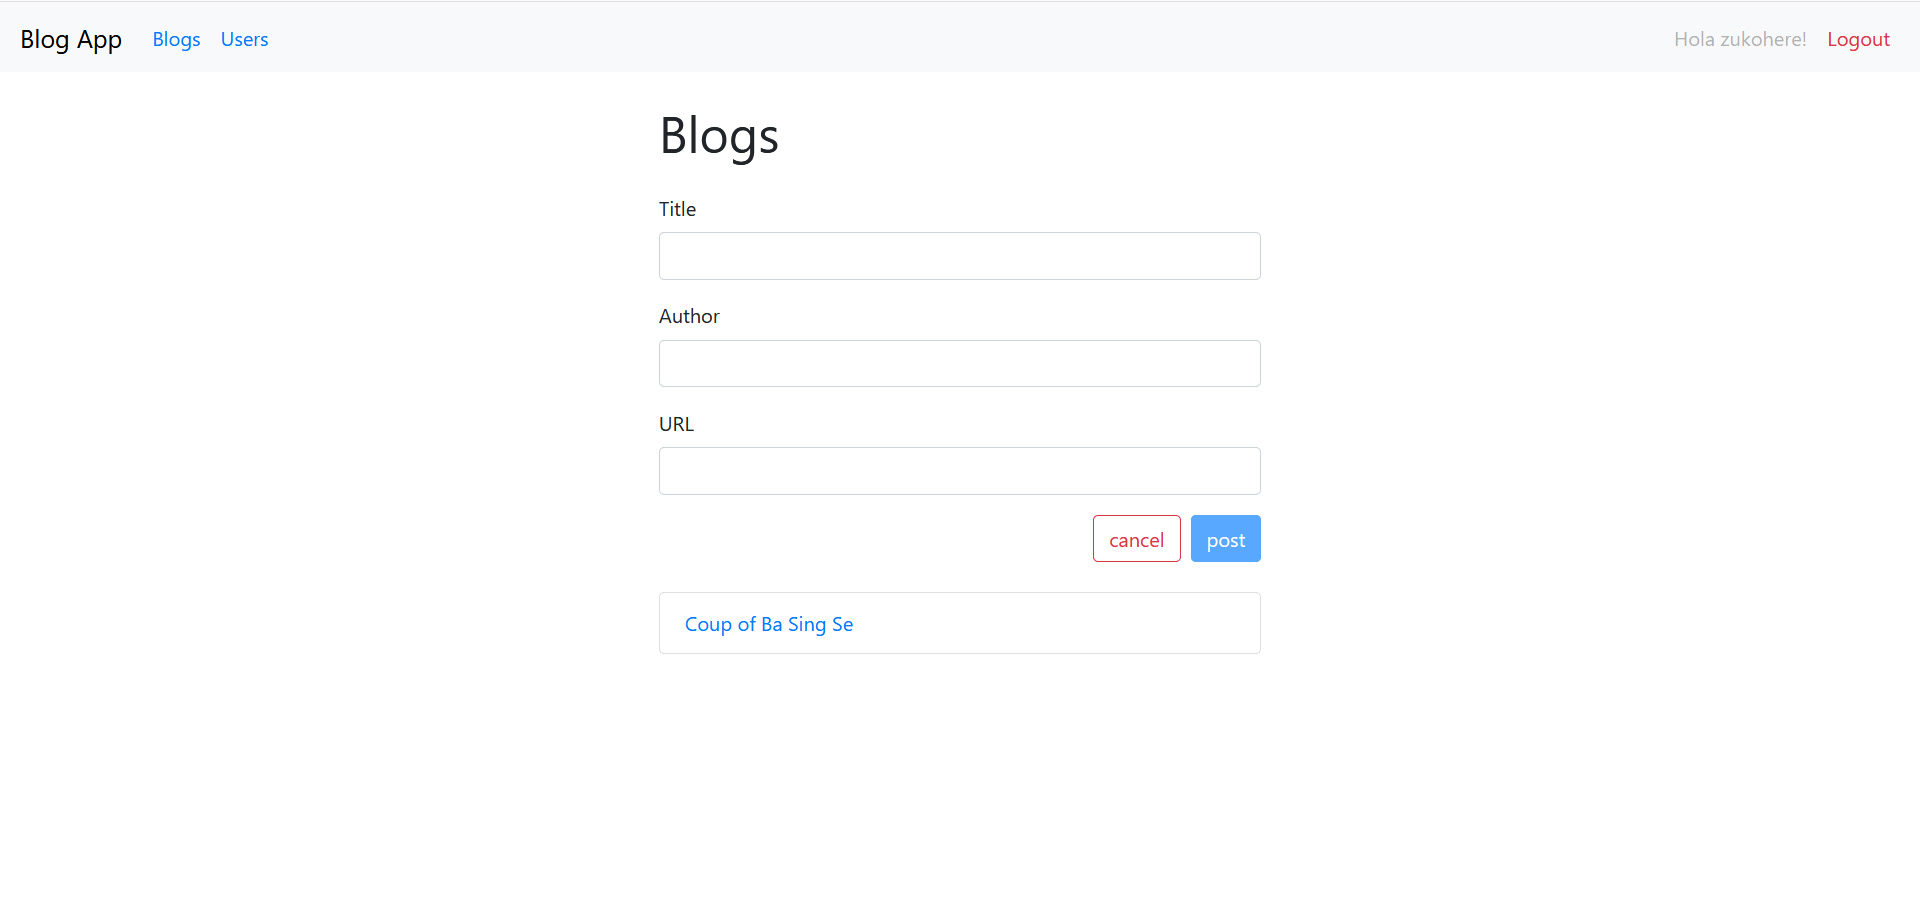 Blog App Blogs Users Hola zukohere! Logout
Blogs
Title
Author
URL
cancel post
Coup of Ba Sing Se